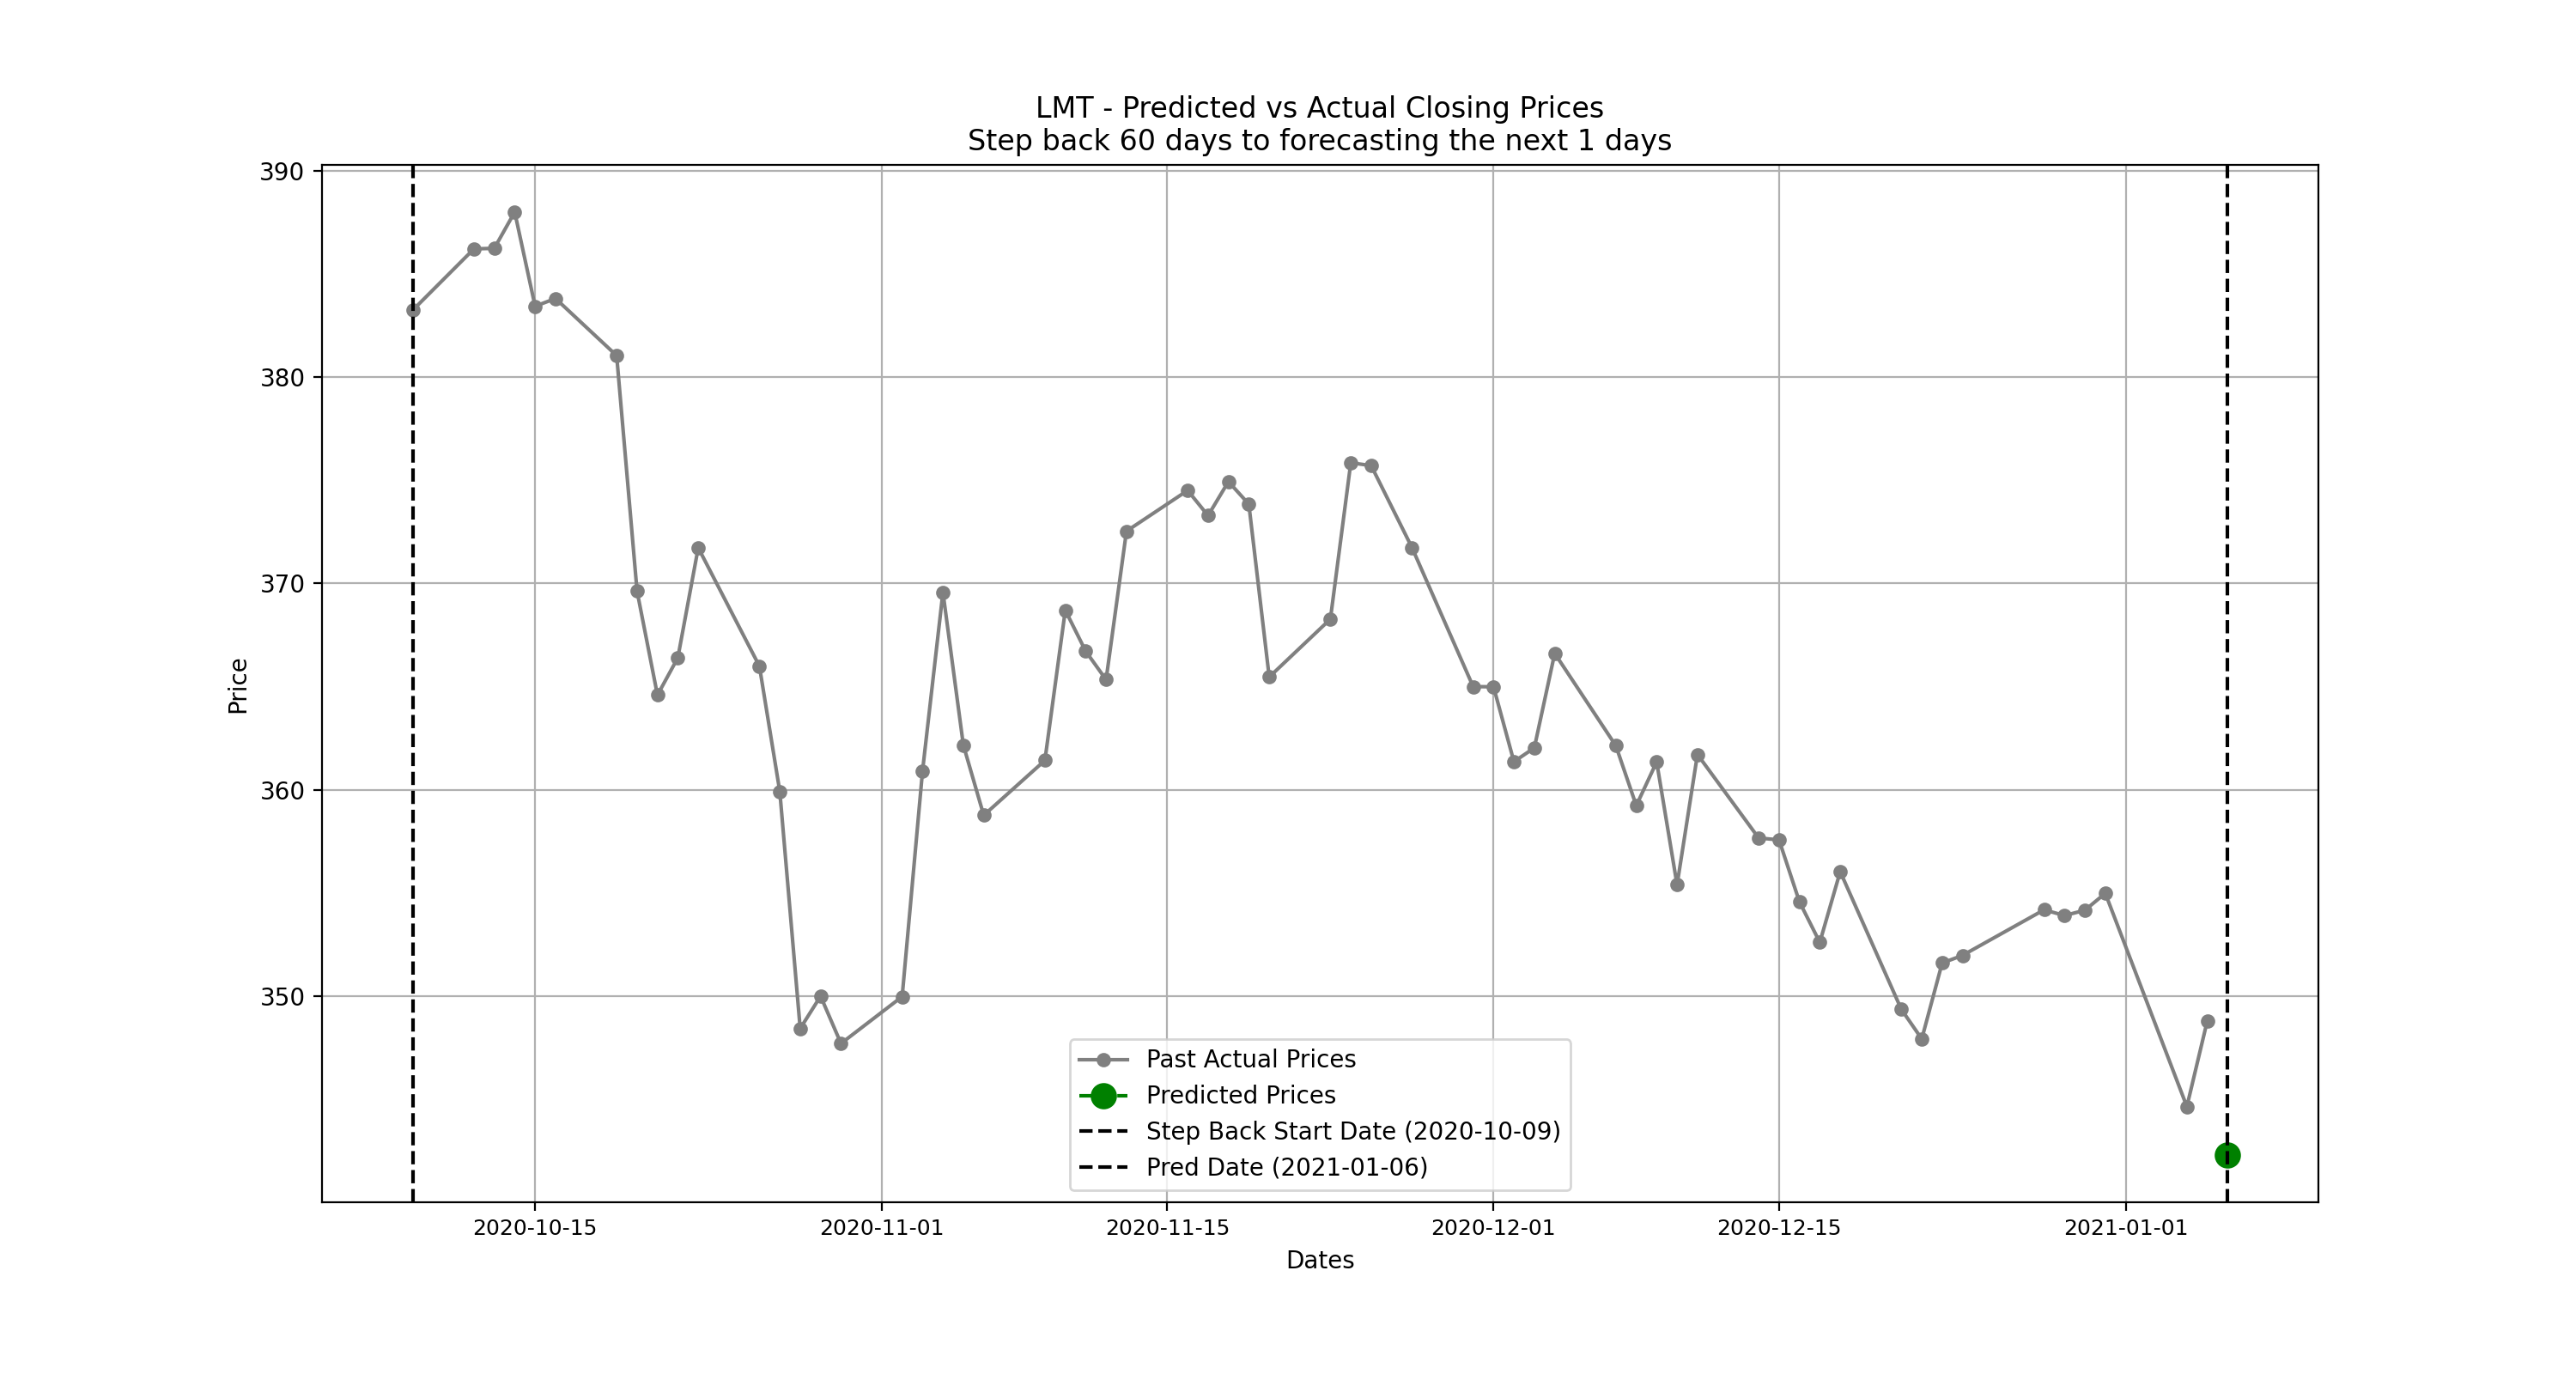 LMT - Predicted vs Actual Closing Prices
Step back 60 days to forecasting the next 1 days
390
380
370
360
350
Price
Past Actual Prices
Predicted Prices
Step Back Start Date (2020-10-09)
Pred Date (2021-01-06)
2020-10-15
2020-11-01
2020-11-15
2020-12-01
2020-12-15
2021-01-01
Dates